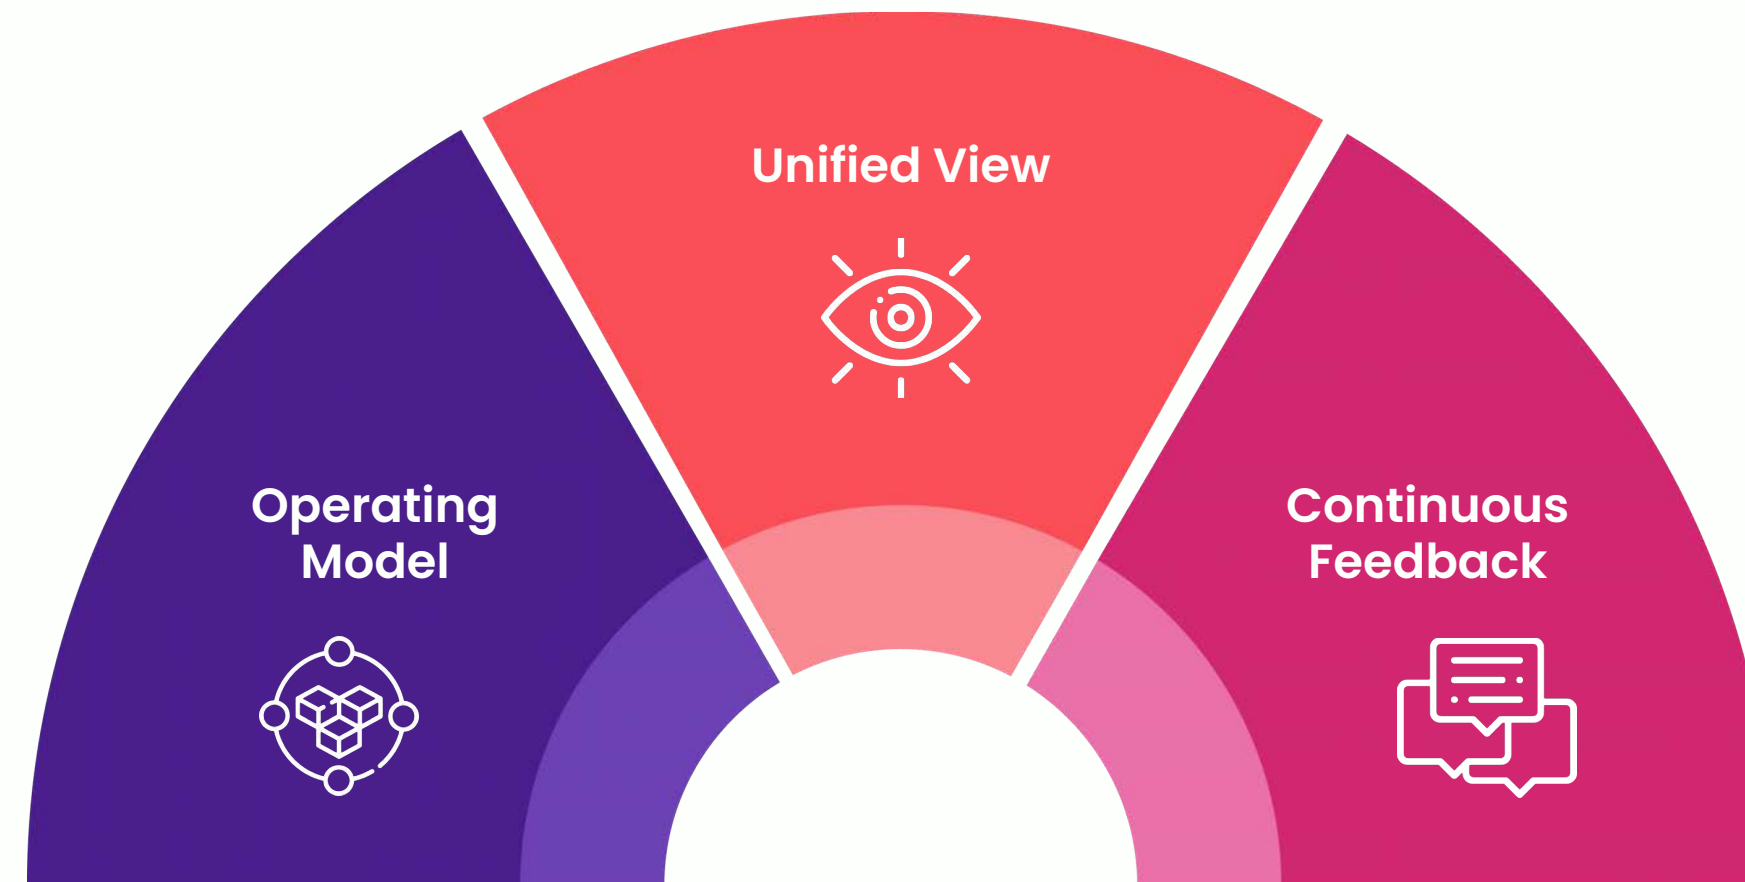 Unified View
Operating
Model
Continuous
Feedback